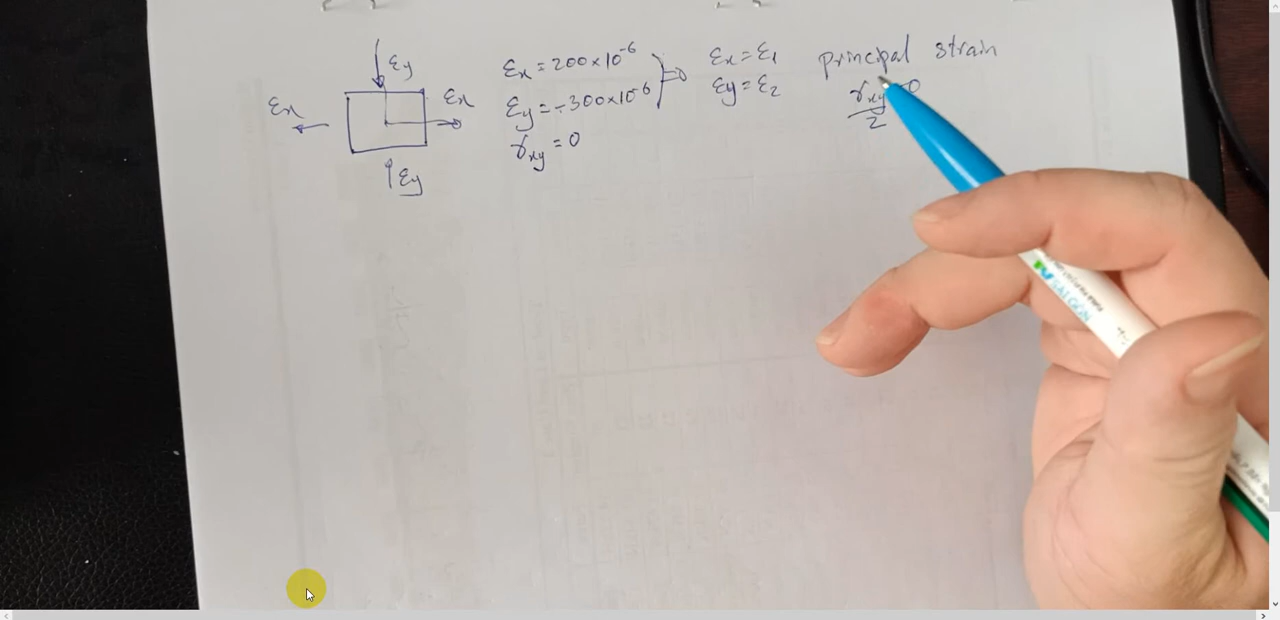 εy
εx
εx
εy
εx = 200×10⁻⁶
εy = -300×10⁻⁶
γxy = 0
⇒
εx = ε1
εy = ε2
principal strain
γxy/2 = 0
SAIGON